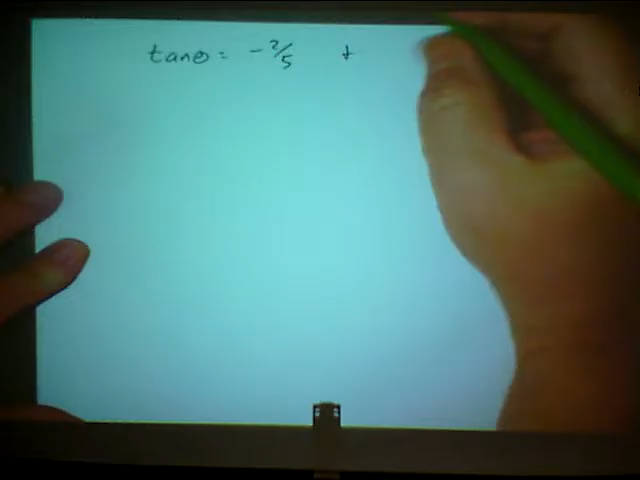 tanθ = -2/5 +